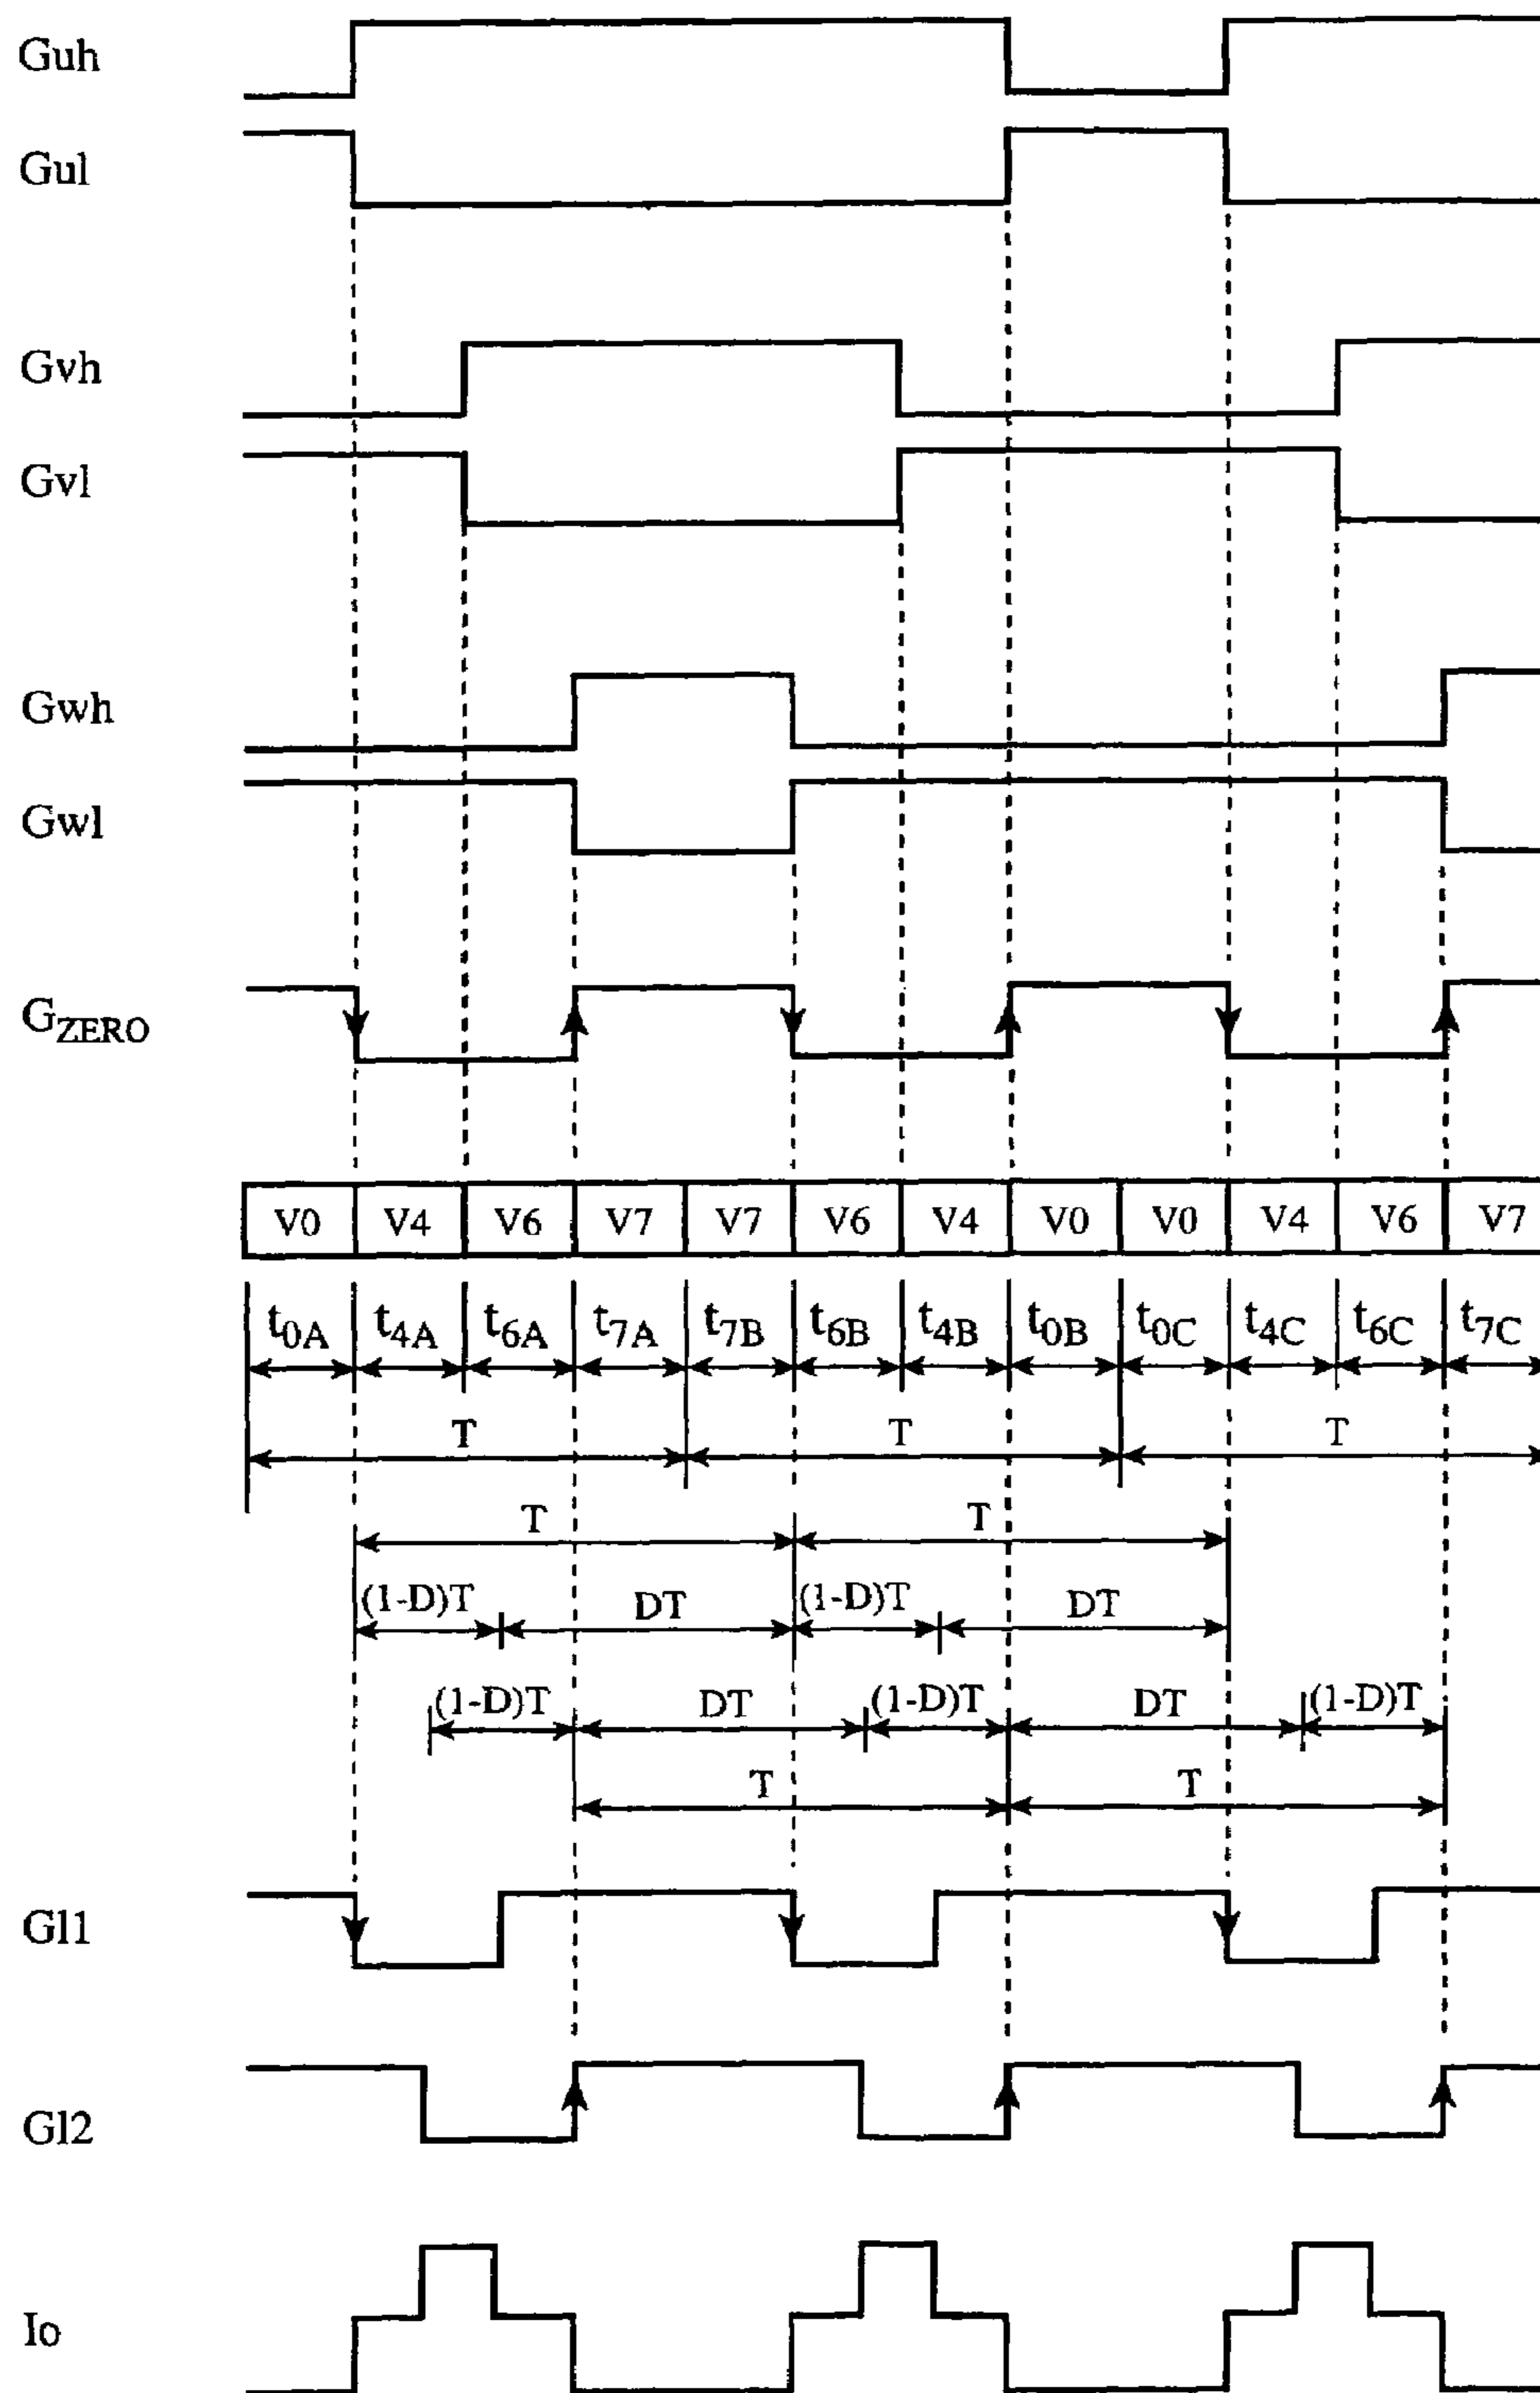 Guh
Gul
Gvh
Gvl
Gwh
Gwl
GZERO
V0 V4 V6 V7 V7 V6 V4 V0 V0 V4 V6 V7
t0A t4A t6A t7A t7B t6B t4B t0B t0C t4C t6C t7C
T T T
T T
(1-D)T DT (1-D)T DT
(1-D)T DT (1-D)T DT (1-D)T
T T
Gl1
Gl2
Io